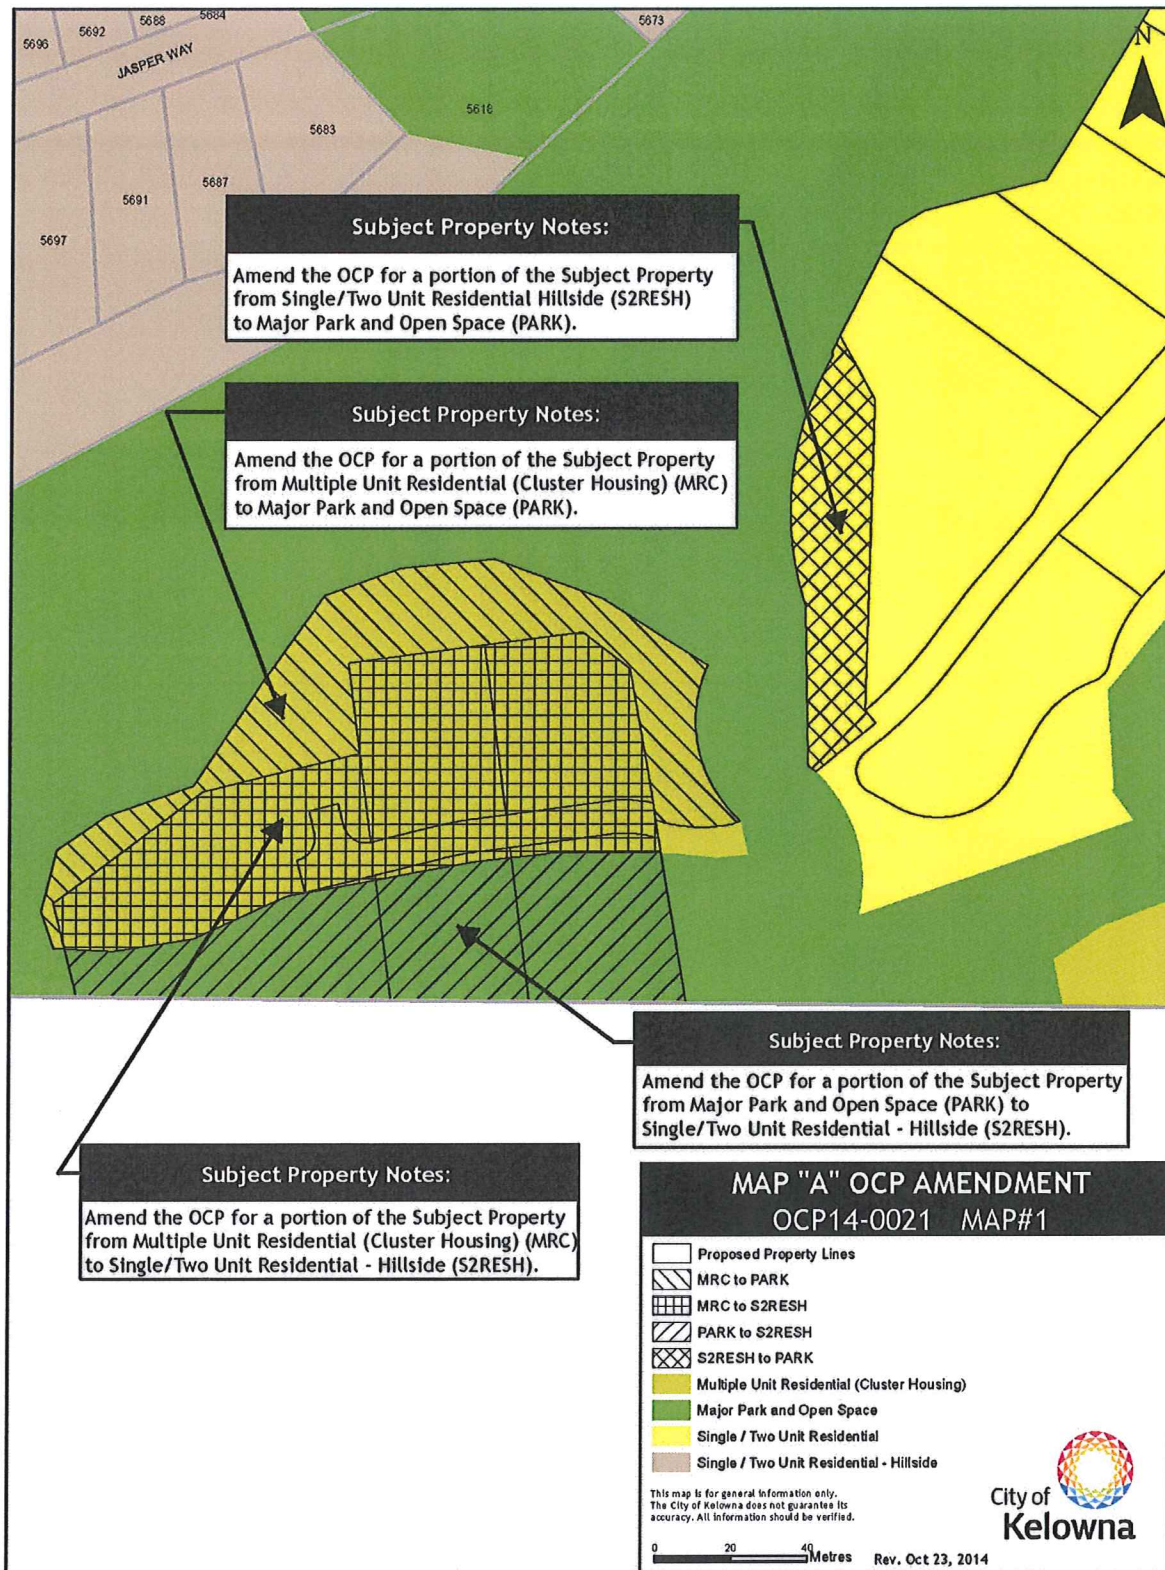 5696
5692
5688
5684
5673
N
JASPER WAY
5618
5683
5691
5687
5697
Subject Property Notes:
Amend the OCP for a portion of the Subject Property
from Single/Two Unit Residential Hillside (S2RESH)
to Major Park and Open Space (PARK).
Subject Property Notes:
Amend the OCP for a portion of the Subject Property
from Multiple Unit Residential (Cluster Housing) (MRC)
to Major Park and Open Space (PARK).
Subject Property Notes:
Amend the OCP for a portion of the Subject Property
from Major Park and Open Space (PARK) to
Single/Two Unit Residential - Hillside (S2RESH).
Subject Property Notes:
Amend the OCP for a portion of the Subject Property
from Multiple Unit Residential (Cluster Housing) (MRC)
to Single/Two Unit Residential - Hillside (S2RESH).
MAP "A" OCP AMENDMENT
OCP14-0021 MAP#1
Proposed Property Lines
MRC to PARK
MRC to S2RESH
PARK to S2RESH
S2RESH to PARK
Multiple Unit Residential (Cluster Housing)
Major Park and Open Space
Single / Two Unit Residential
Single / Two Unit Residential - Hillside
This map is for general information only.
The City of Kelowna does not guarantee its
accuracy. All information should be verified.
City of
Kelowna
0 20 40 Metres
Rev. Oct 23, 2014